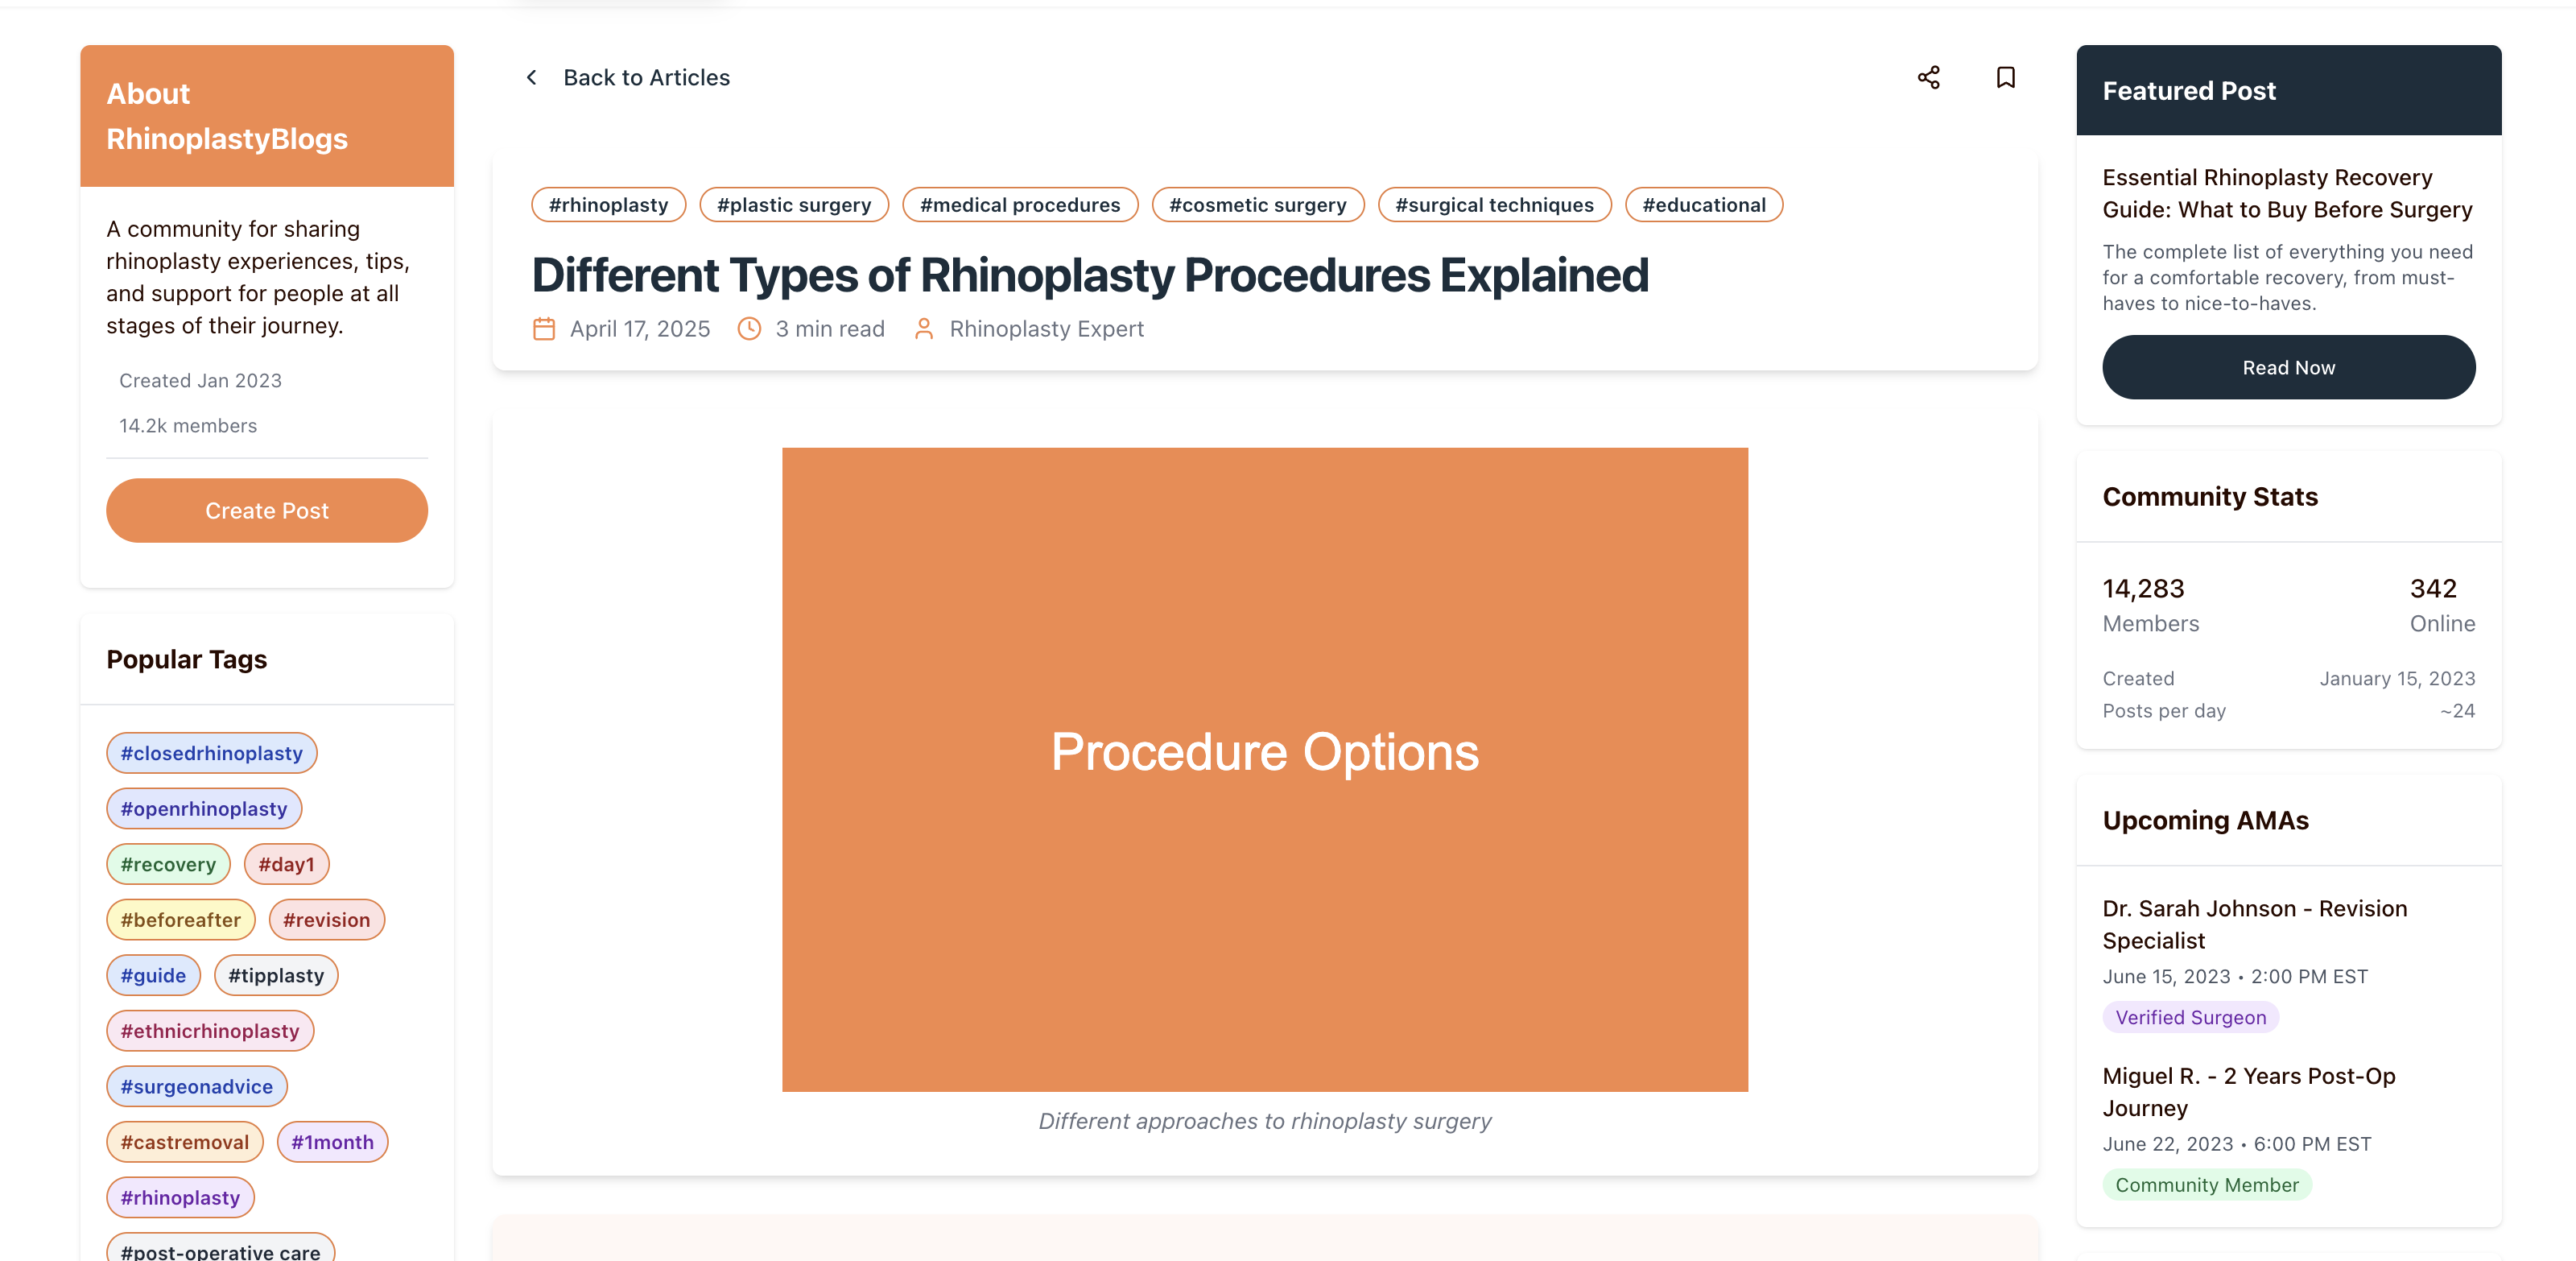 About
RhinoplastyBlogs
A community for sharing
rhinoplasty experiences, tips,
and support for people at all
stages of their journey.
Created Jan 2023
14.2k members
Create Post
Popular Tags
#closedrhinoplasty
#openrhinoplasty
#recovery #day1
#beforeafter #revision
#guide #tipplasty
#ethnicrhinoplasty
#surgeonadvice
#castremoval #1month
#rhinoplasty
#post-operative care
Back to Articles
#rhinoplasty #plastic surgery #medical procedures #cosmetic surgery #surgical techniques #educational
Different Types of Rhinoplasty Procedures Explained
April 17, 2025 3 min read Rhinoplasty Expert
Procedure Options
Different approaches to rhinoplasty surgery
Featured Post
Essential Rhinoplasty Recovery
Guide: What to Buy Before Surgery
The complete list of everything you need
for a comfortable recovery, from must-
haves to nice-to-haves.
Read Now
Community Stats
14,283 342
Members Online
Created January 15, 2023
Posts per day ~24
Upcoming AMAs
Dr. Sarah Johnson - Revision
Specialist
June 15, 2023 • 2:00 PM EST
Verified Surgeon
Miguel R. - 2 Years Post-Op
Journey
June 22, 2023 • 6:00 PM EST
Community Member